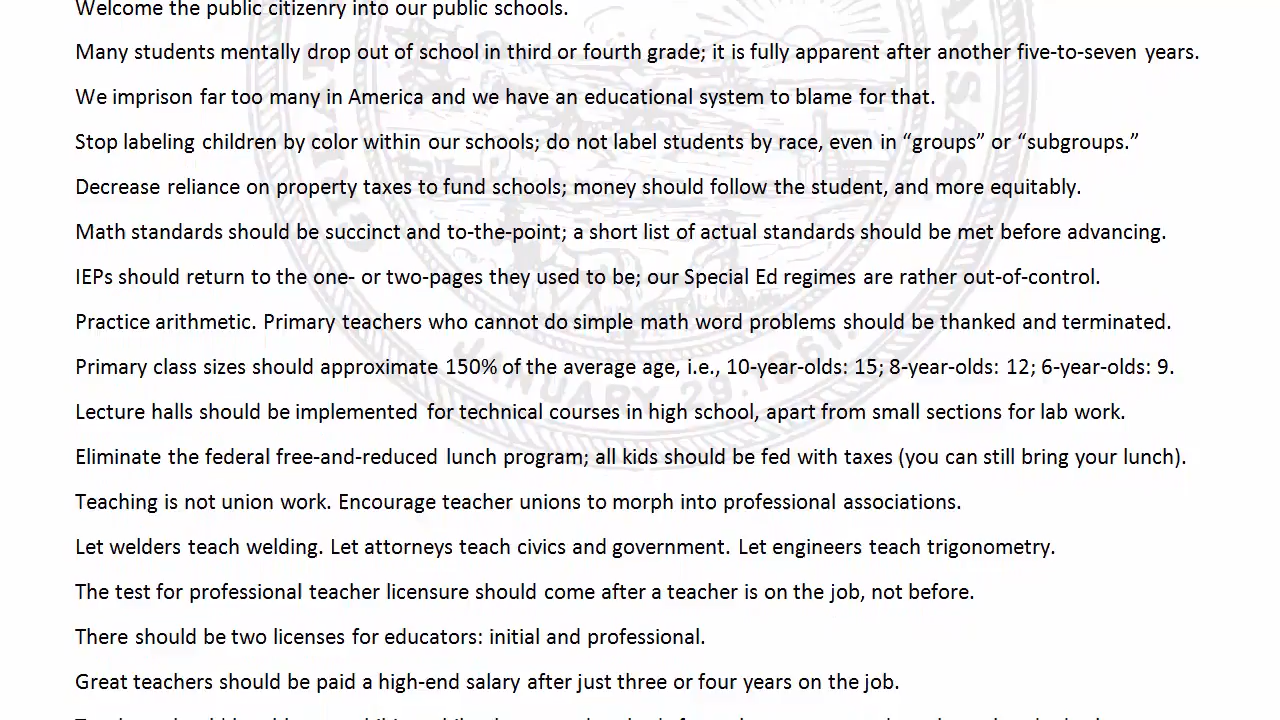 Welcome the public citizenry into our public schools.
Many students mentally drop out of school in third or fourth grade; it is fully apparent after another five-to-seven years.
We imprison far too many in America and we have an educational system to blame for that.
Stop labeling children by color within our schools; do not label students by race, even in “groups” or “subgroups.”
Decrease reliance on property taxes to fund schools; money should follow the student, and more equitably.
Math standards should be succinct and to-the-point; a short list of actual standards should be met before advancing.
IEPs should return to the one- or two-pages they used to be; our Special Ed regimes are rather out-of-control.
Practice arithmetic. Primary teachers who cannot do simple math word problems should be thanked and terminated.
Primary class sizes should approximate 150% of the average age, i.e., 10-year-olds: 15; 8-year-olds: 12; 6-year-olds: 9.
Lecture halls should be implemented for technical courses in high school, apart from small sections for lab work.
Eliminate the federal free-and-reduced lunch program; all kids should be fed with taxes (you can still bring your lunch).
Teaching is not union work. Encourage teacher unions to morph into professional associations.
Let welders teach welding. Let attorneys teach civics and government. Let engineers teach trigonometry.
The test for professional teacher licensure should come after a teacher is on the job, not before.
There should be two licenses for educators: initial and professional.
Great teachers should be paid a high-end salary after just three or four years on the job.
JANUARY 29. 1861.